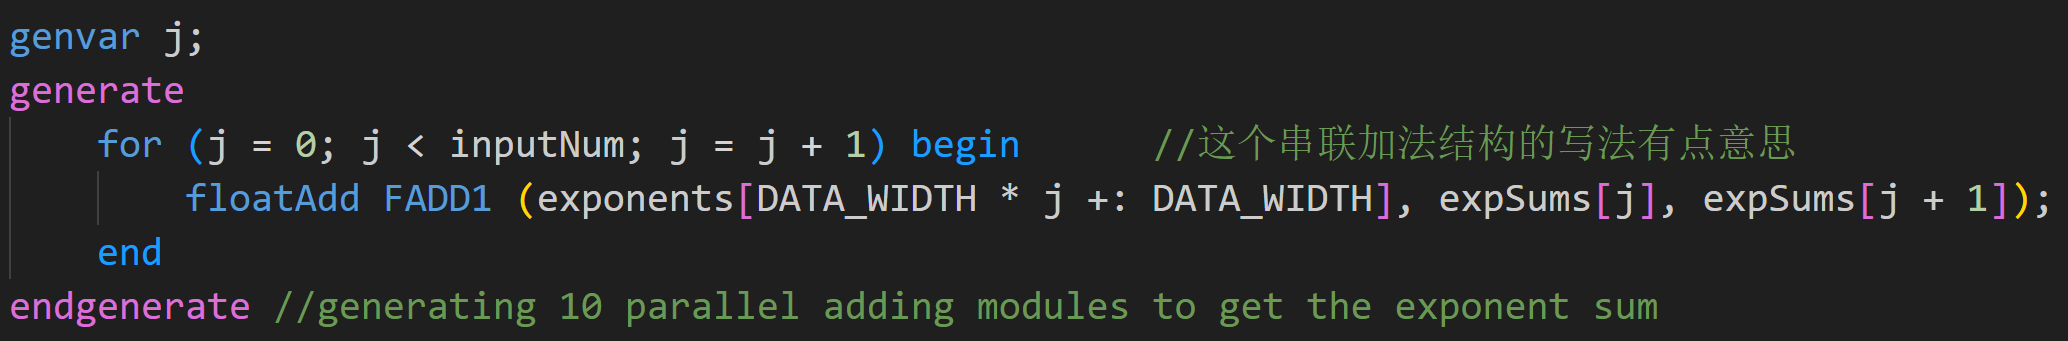 genvar j;
generate
    for (j = 0; j < inputNum; j = j + 1) begin      //这个串联加法结构的写法有点意思
        floatAdd FADD1 (exponents[DATA_WIDTH * j +: DATA_WIDTH], expSums[j], expSums[j + 1]);
    end
endgenerate //generating 10 parallel adding modules to get the exponent sum